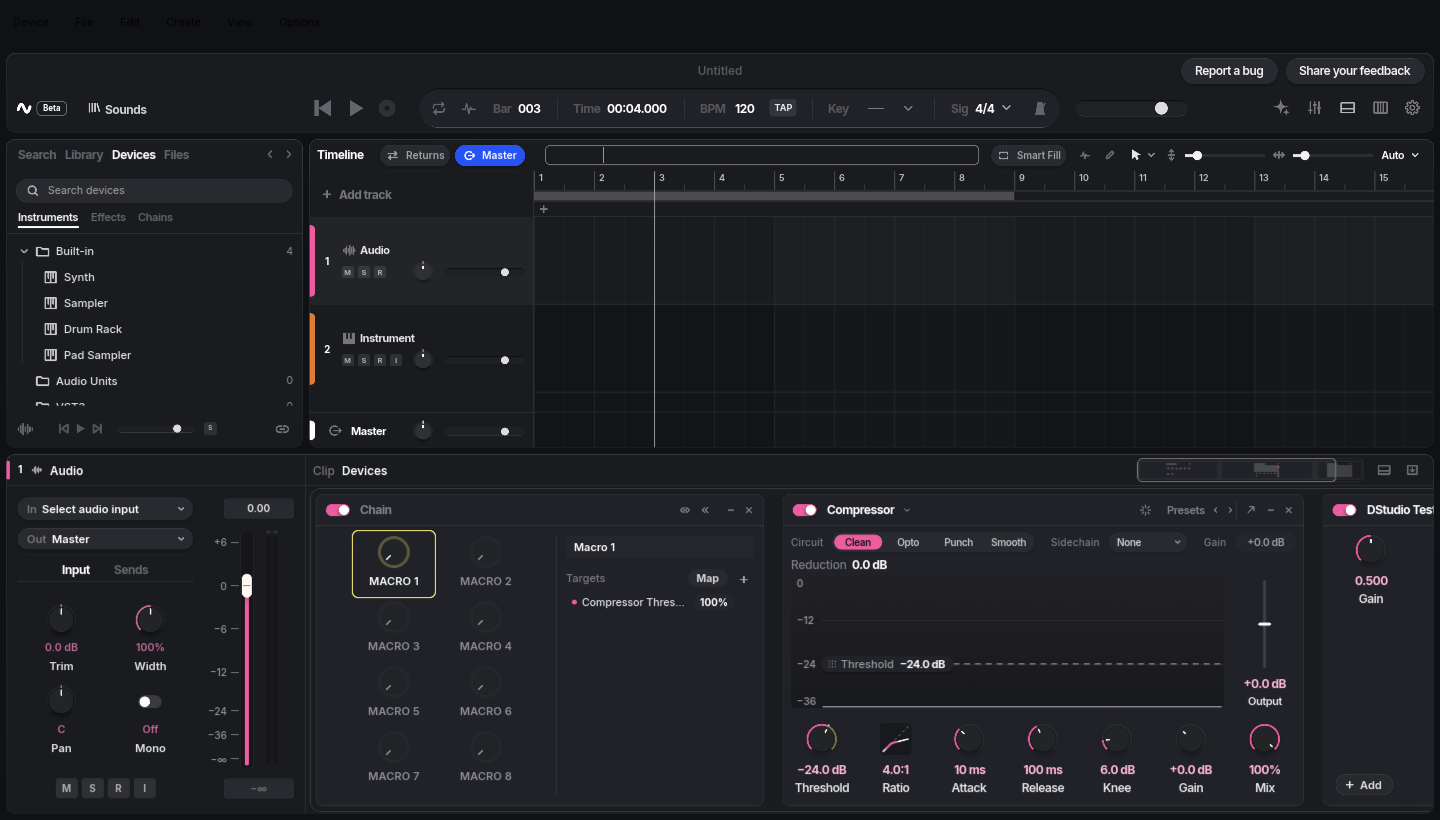 Device File Edit Create View Options
Untitled
Report a bug Share your feedback
Beta Sounds
Bar 003 Time 00:04.000 BPM 120 TAP Key — Sig 4/4
Search Library Devices Files
Timeline Returns Master Smart Fill Auto
Search devices
1 2 3 4 5 6 7 8 9 10 11 12 13 14 15
+ Add track
+
Instruments Effects Chains
Built-in 4
Synth
Sampler
Drum Rack
Pad Sampler
Audio Units 0
VST3 0
S
1 Audio
M S R
2 Instrument
M S R I
Master
1 Audio
In Select audio input 0.00
Out Master
Input Sends
+6
0
−6
−12
−24
−36
−∞
0.0 dB 100%
Trim Width
C Off
Pan Mono
M S R I −∞
Clip Devices
Chain
MACRO 1 MACRO 2
MACRO 3 MACRO 4
MACRO 5 MACRO 6
MACRO 7 MACRO 8
Macro 1
Targets Map +
Compressor Thres... 100%
Compressor Presets
Circuit Clean Opto Punch Smooth Sidechain None Gain +0.0 dB
Reduction 0.0 dB
0
−12
−24 Threshold −24.0 dB
−36
+0.0 dB
Output
−24.0 dB 4.0:1 10 ms 100 ms 6.0 dB +0.0 dB 100%
Threshold Ratio Attack Release Knee Gain Mix
DStudio Test
0.500
Gain
+ Add